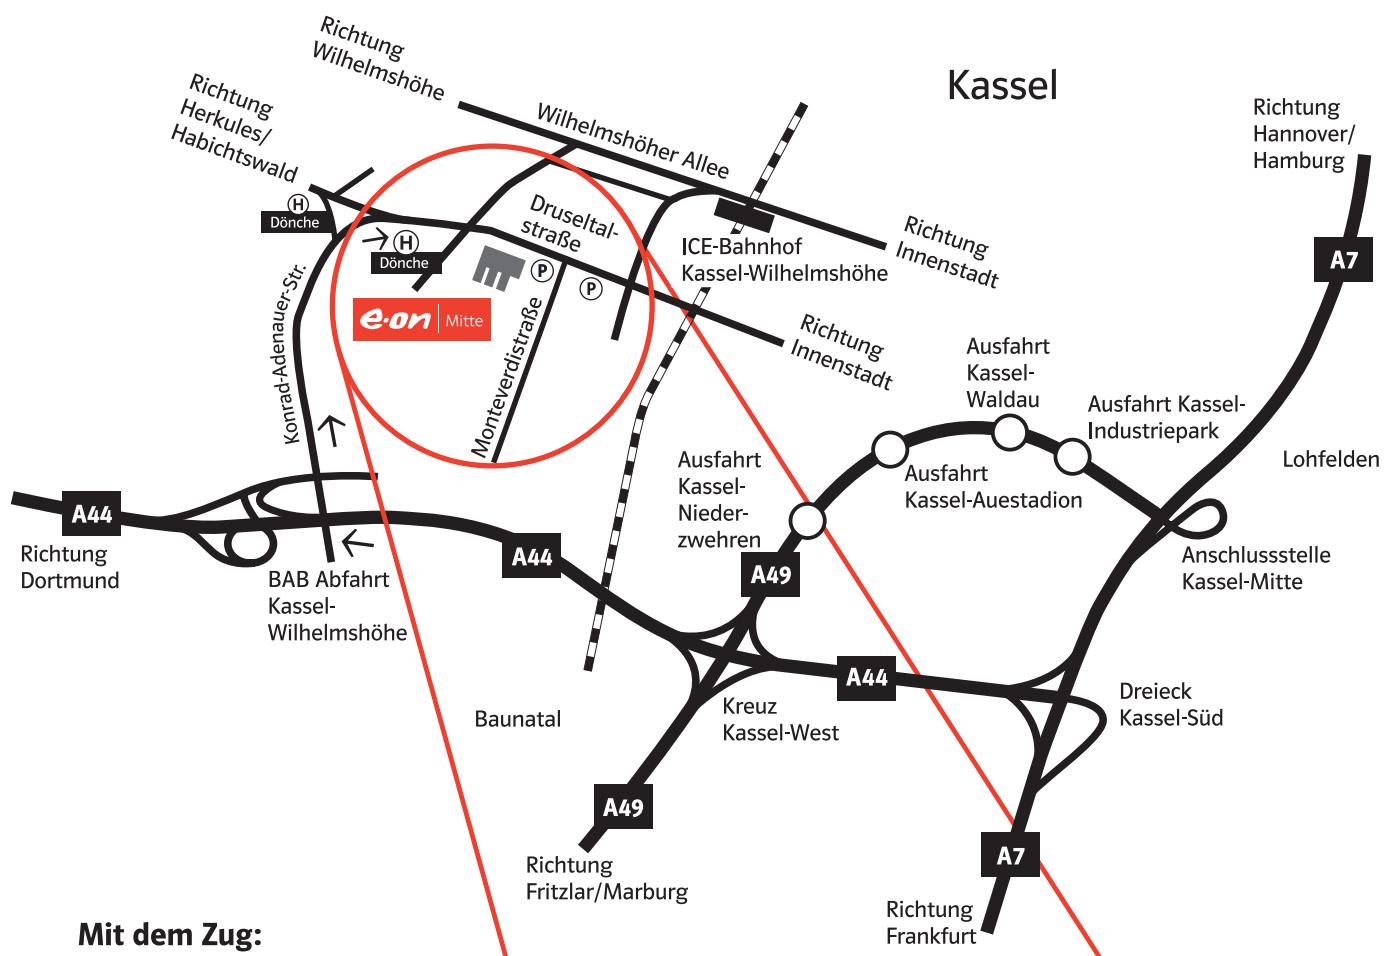 Kassel
Richtung
Wilhelmshöhe
Richtung
Herkules/
Habichtswald
Wilhelmshöher Allee
Richtung
Hannover/
Hamburg
H
Dönche
H
Dönche
Druseltal-
straße
ICE-Bahnhof
Kassel-Wilhelmshöhe
Richtung
Innenstadt
A7
P
P
e·on | Mitte
Konrad-Adenauer-Str.
Monteverdistraße
Richtung
Innenstadt
Ausfahrt
Kassel-
Waldau
Ausfahrt Kassel-
Industriepark
Lohfelden
Ausfahrt
Kassel-
Nieder-
zwehren
Ausfahrt
Kassel-Auestadion
A44
Richtung
Dortmund
BAB Abfahrt
Kassel-
Wilhelmshöhe
A44
A49
Anschlussstelle
Kassel-Mitte
A44
Baunatal
Kreuz
Kassel-West
Dreieck
Kassel-Süd
A49
Richtung
Fritzlar/Marburg
A7
Richtung
Frankfurt
Mit dem Zug: